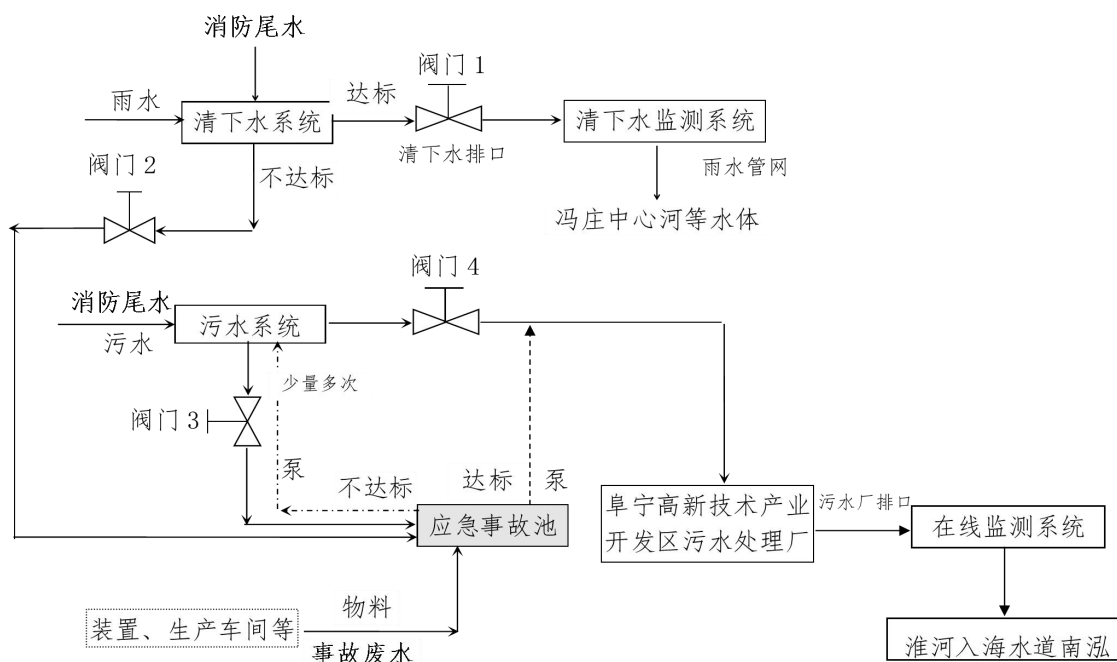 消防尾水
阀门 1
雨水
达标
清下水系统
清下水监测系统
清下水排口
阀门 2
不达标
雨水管网
冯庄中心河等水体
阀门 4
消防尾水
污水系统
污水
少量多次
阀门 3
泵
达标
泵
不达标
应急事故池
阜宁高新技术产业
开发区污水处理厂
污水厂排口
在线监测系统
物料
装置、生产车间等
事故废水
淮河入海水道南泓